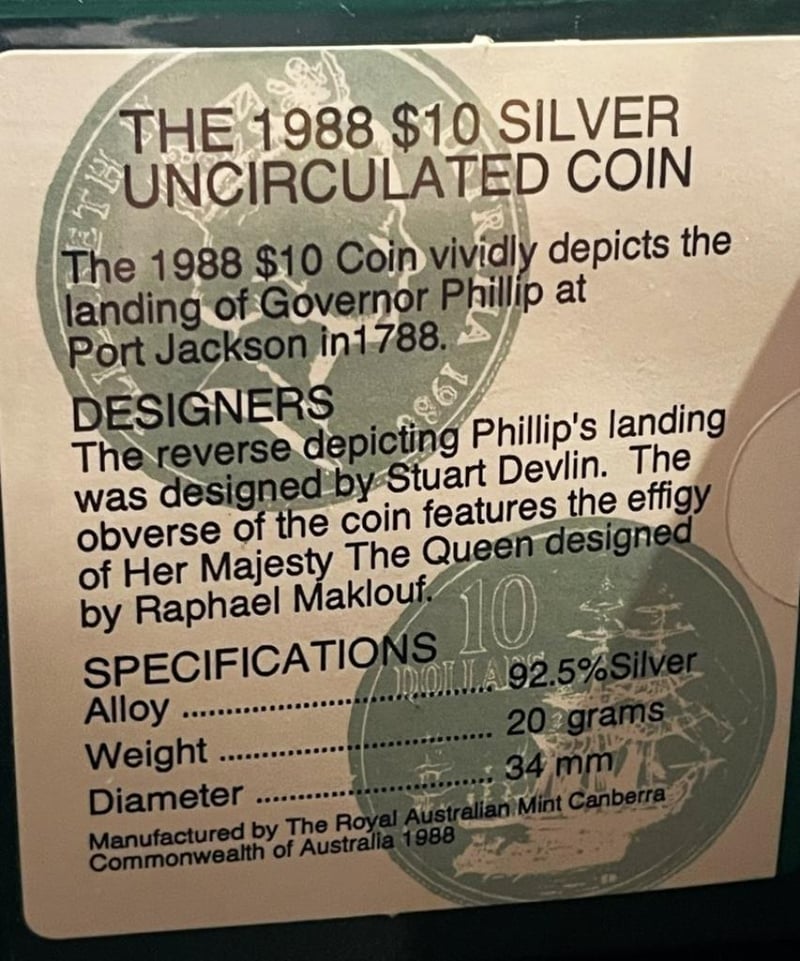 THE 1988 $10 SILVER
UNCIRCULATED COIN
The 1988 $10 Coin vividly depicts the
landing of Governor Phillip at
Port Jackson in1788.
DESIGNERS
The reverse depicting Phillip's landing
was designed by Stuart Devlin. The
obverse of the coin features the effigy
of Her Majesty The Queen designed
by Raphael Maklouf.
10
DOLLARS
SPECIFICATIONS
Alloy ........................................ 92.5%Silver
Weight ................................... 20 grams
Diameter .............................. 34 mm
Manufactured by The Royal Australian Mint Canberra
Commonwealth of Australia 1988